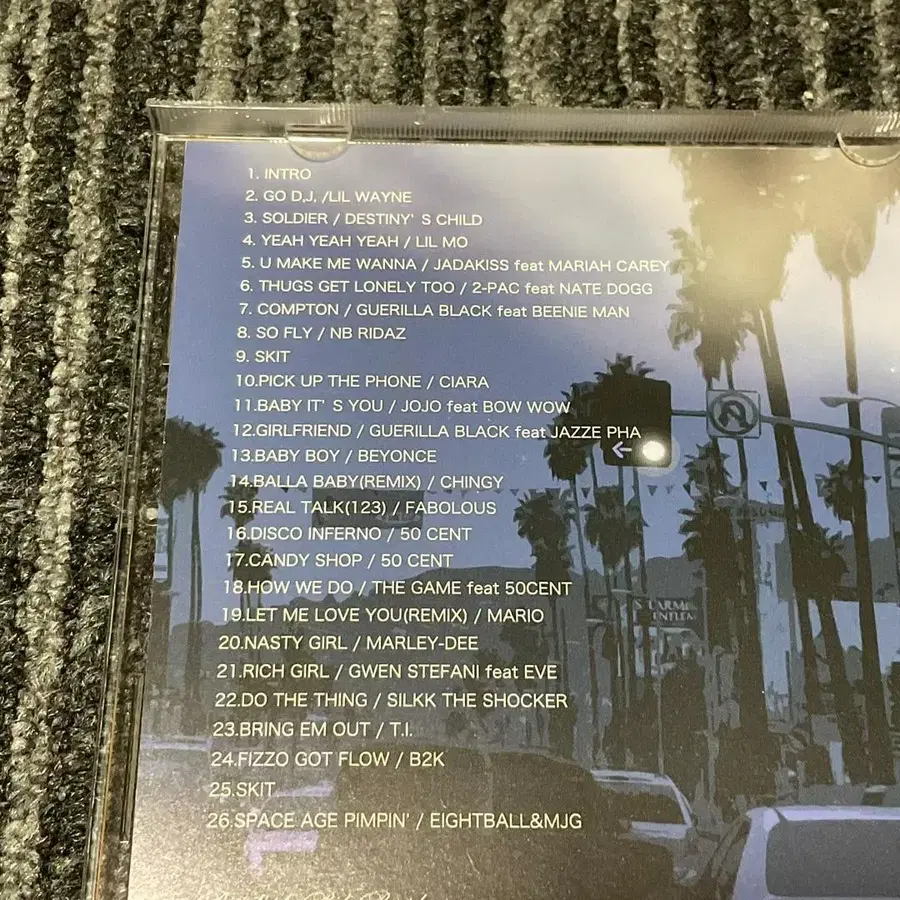 1. INTRO
2. GO D,J, /LIL WAYNE
3. SOLDIER / DESTINY' S CHILD
4. YEAH YEAH YEAH / LIL MO
5. U MAKE ME WANNA / JADAKISS feat MARIAH CAREY
6. THUGS GET LONELY TOO / 2-PAC feat NATE DOGG
7. COMPTON / GUERILLA BLACK feat BEENIE MAN
8. SO FLY / NB RIDAZ
9. SKIT
10.PICK UP THE PHONE / CIARA
11.BABY IT' S YOU / JOJO feat BOW WOW
12.GIRLFRIEND / GUERILLA BLACK feat JAZZE PHA
13.BABY BOY / BEYONCE
14.BALLA BABY(REMIX) / CHINGY
15.REAL TALK(123) / FABOLOUS
16.DISCO INFERNO / 50 CENT
17.CANDY SHOP / 50 CENT
18.HOW WE DO / THE GAME feat 50CENT
19.LET ME LOVE YOU(REMIX) / MARIO
20.NASTY GIRL / MARLEY-DEE
21.RICH GIRL / GWEN STEFANI feat EVE
22.DO THE THING / SILKK THE SHOCKER
23.BRING EM OUT / T.I.
24.FIZZO GOT FLOW / B2K
25.SKIT
26.SPACE AGE PIMPIN' / EIGHTBALL&MJG